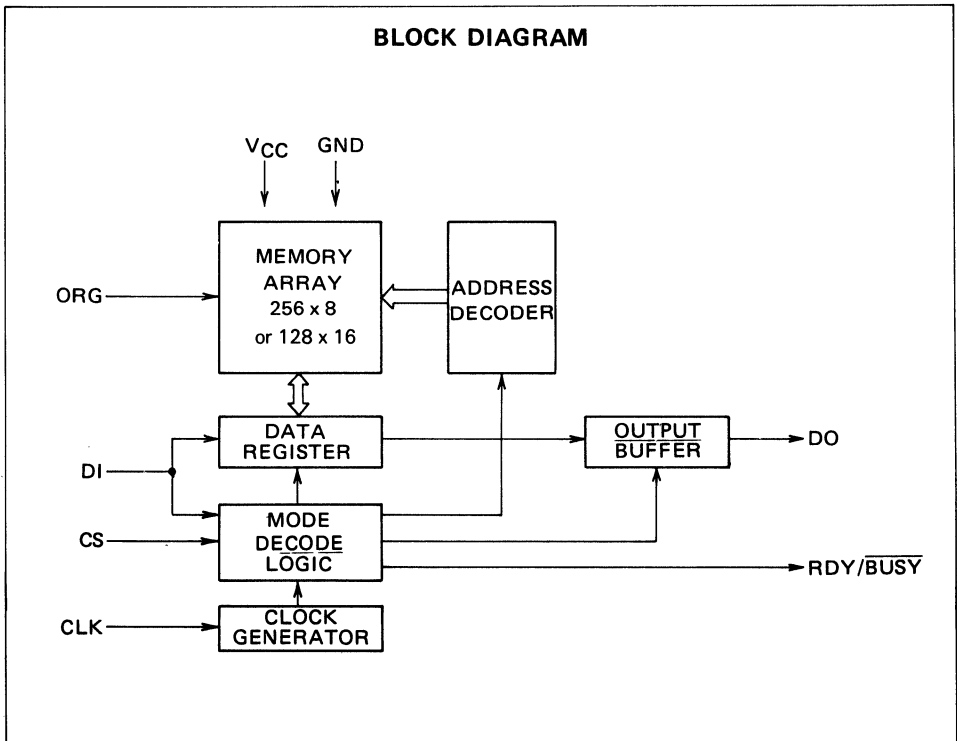 BLOCK DIAGRAM
VCC GND
MEMORY
ARRAY
256 x 8
or 128 x 16
ADDRESS
DECODER
ORG
DATA
REGISTER
OUTPUT
BUFFER
DO
DI
MODE
DECODE
LOGIC
CS
RDY/BUSY
CLK
CLOCK
GENERATOR